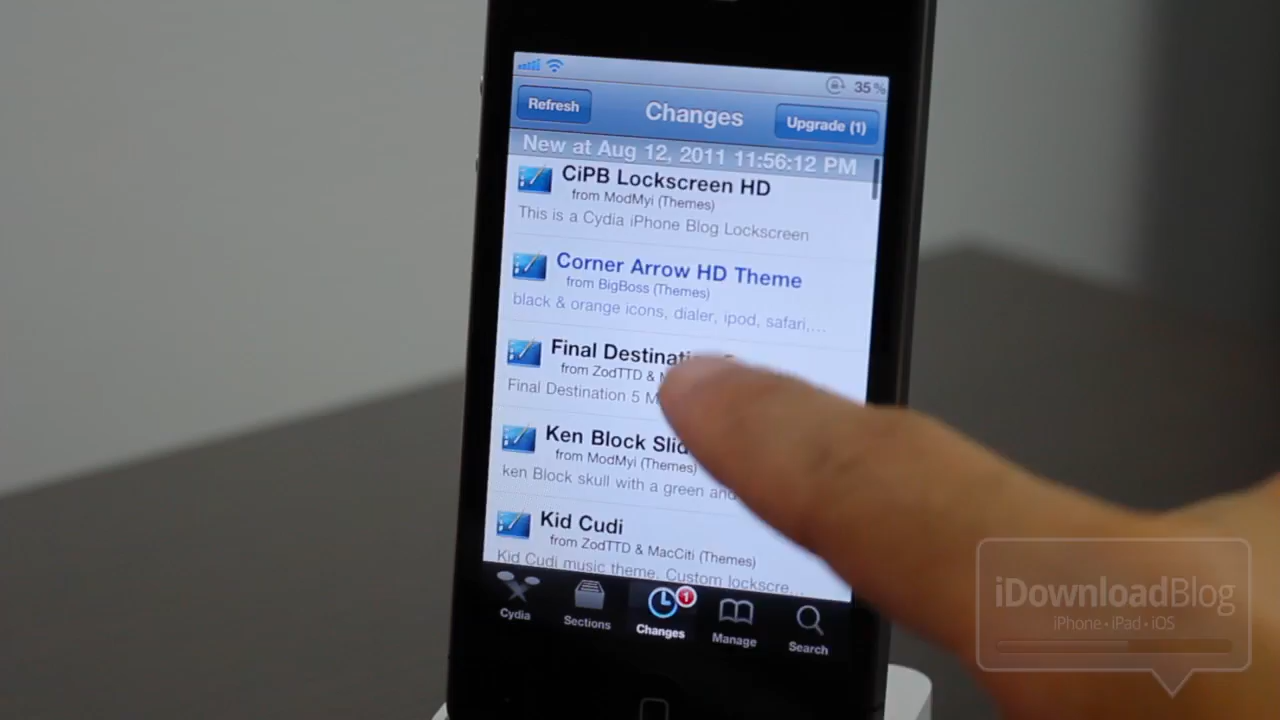 35%
Refresh
Changes
Upgrade (1)
New at Aug 12, 2011 11:56:12 PM
CiPB Lockscreen HD
from ModMyi (Themes)
This is a Cydia iPhone Blog Lockscreen
Corner Arrow HD Theme
from BigBoss (Themes)
black & orange icons, dialer, ipod, safari,...
Final
from ZodTTD &
Final Destination 5
Ken Block
from ModMyi (Themes)
ken Block skull with a green and
Kid Cudi
from ZodTTD & MacCiti (Themes)
Kid Cudi music theme. Custom lockscre...
1
Cydia
Sections
Changes
Manage
Search
iDownloadBlog
iPhone • iPad • iOS